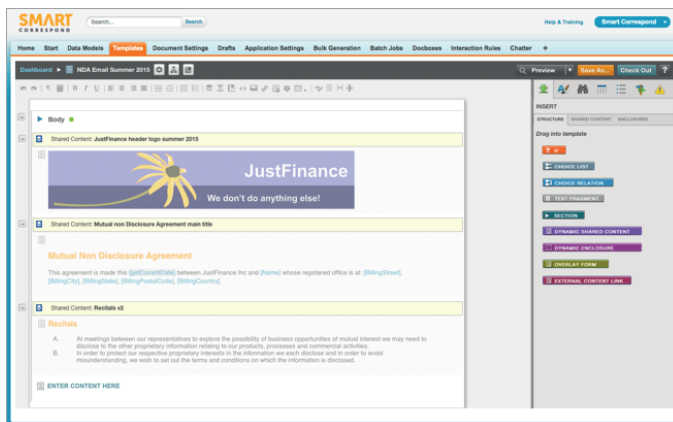 SMART
CORRESPOND
Search...
Search
Help & Training
Smart Correspond
Home Start Data Models Templates Document Settings Drafts Application Settings Bulk Generation Batch Jobs Docboxes Interaction Rules Chatter +
Dashboard NDA Email Summer 2015
Preview Save As... Check Out ?
B I U
INSERT
STRUCTURE SHARED CONTENT ENCLOSURES
Drag into template
? IF
CHOICE LIST
CHOICE RELATION
TEXT FRAGMENT
SECTION
DYNAMIC SHARED CONTENT
DYNAMIC ENCLOSURE
OVERLAY FORM
EXTERNAL CONTENT LINK
Body
Shared Content: JustFinance header logo summer 2015
JustFinance
We don't do anything else!
Shared Content: Mutual non Disclosure Agreement main title
Mutual Non Disclosure Agreement
This agreement is made this [getCurrentDate] between JustFinance Inc and [Name] whose registered office is at: [BillingStreet],
[BillingCity], [BillingState], [BillingPostalCode], [BillingCountry].
Shared Content: Recitals v2
Recitals
A. At meetings between our representatives to explore the possibility of business opportunities of mutual interest we may need to
disclose to the other proprietary information relating to our products, processes and commercial activities.
B. In order to protect our respective proprietary interests in the information we each disclose and in order to avoid
misunderstanding, we wish to set out the terms and conditions on which the information is disclosed.
ENTER CONTENT HERE